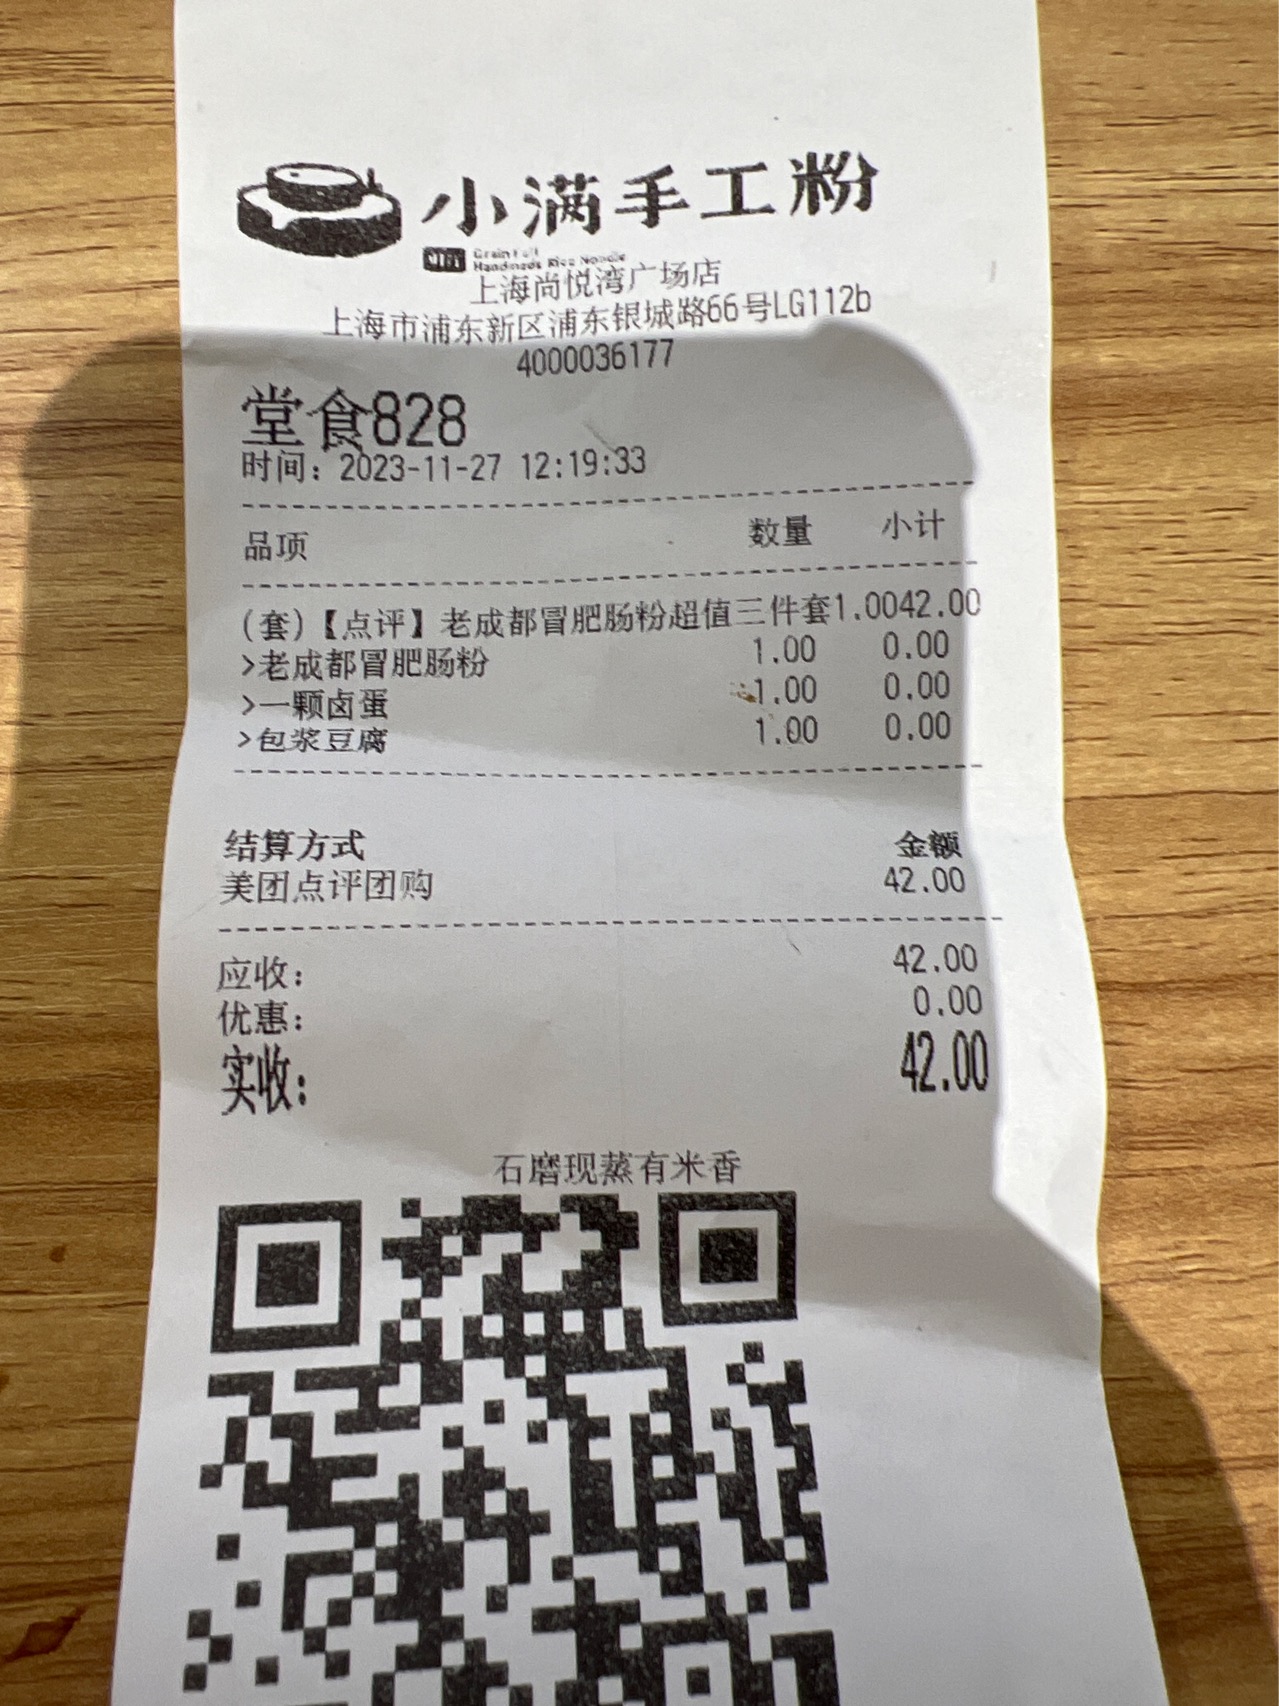 小满手工粉
Grain Full
Handmade Rice Noodle
上海尚悦湾广场店
上海市浦东新区浦东银城路66号LG112b
4000036177
堂食828
时间：2023-11-27 12:19:33
品项 数量 小计
(套)【点评】老成都冒肥肠粉超值三件套1.0042.00
>老成都冒肥肠粉 1.00 0.00
>一颗卤蛋 1.00 0.00
>包浆豆腐 1.00 0.00
结算方式 金额
美团点评团购 42.00
应收： 42.00
优惠： 0.00
实收： 42.00
石磨现蒸有米香